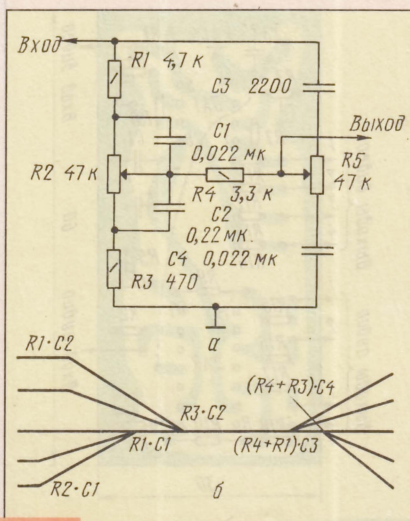 Вход
R1 4,7 к
C3 2200
Выход
C1
0,022 мк
R2 47к
R5
47 к
R4 3,3 к
C2
0,22 мк.
C4 0,022 мк
R3 470
а
R1·C2
(R4+R3)·C4
R3·C2
R1·C1
(R4+R1)·C3
R2·C1
б